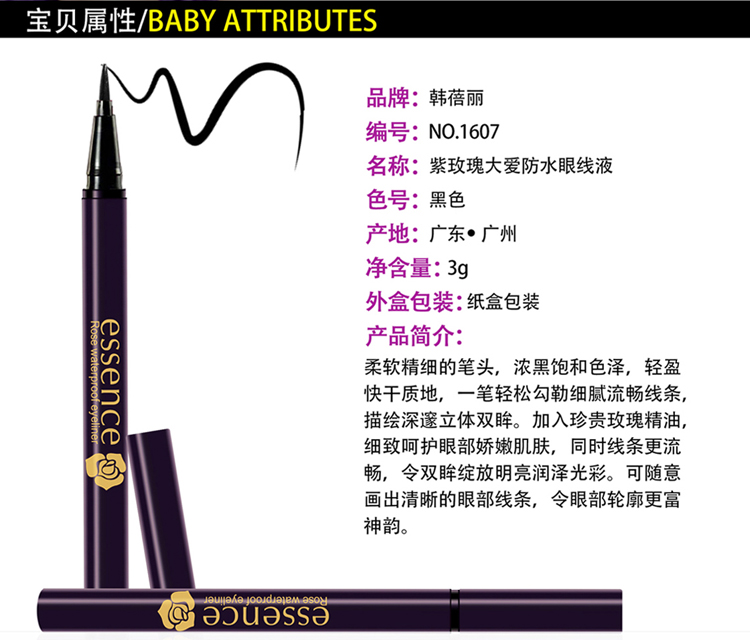 宝贝属性/BABY ATTRIBUTES
品牌：韩蓓丽
编号：NO.1607
名称：紫玫瑰大爱防水眼线液
色号：黑色
产地：广东• 广州
净含量：3g
外盒包装：纸盒包装
产品简介：
柔软精细的笔头，浓黑饱和色泽，轻盈
快干质地，一笔轻松勾勒细腻流畅线条，
描绘深邃立体双眸。加入珍贵玫瑰精油，
细致呵护眼部娇嫩肌肤，同时线条更流
畅，令双眸绽放明亮润泽光彩。可随意
画出清晰的眼部线条，令眼部轮廓更富
神韵。
essence
Rose waterproof eyeliner
essence
Rose waterproof eyeliner